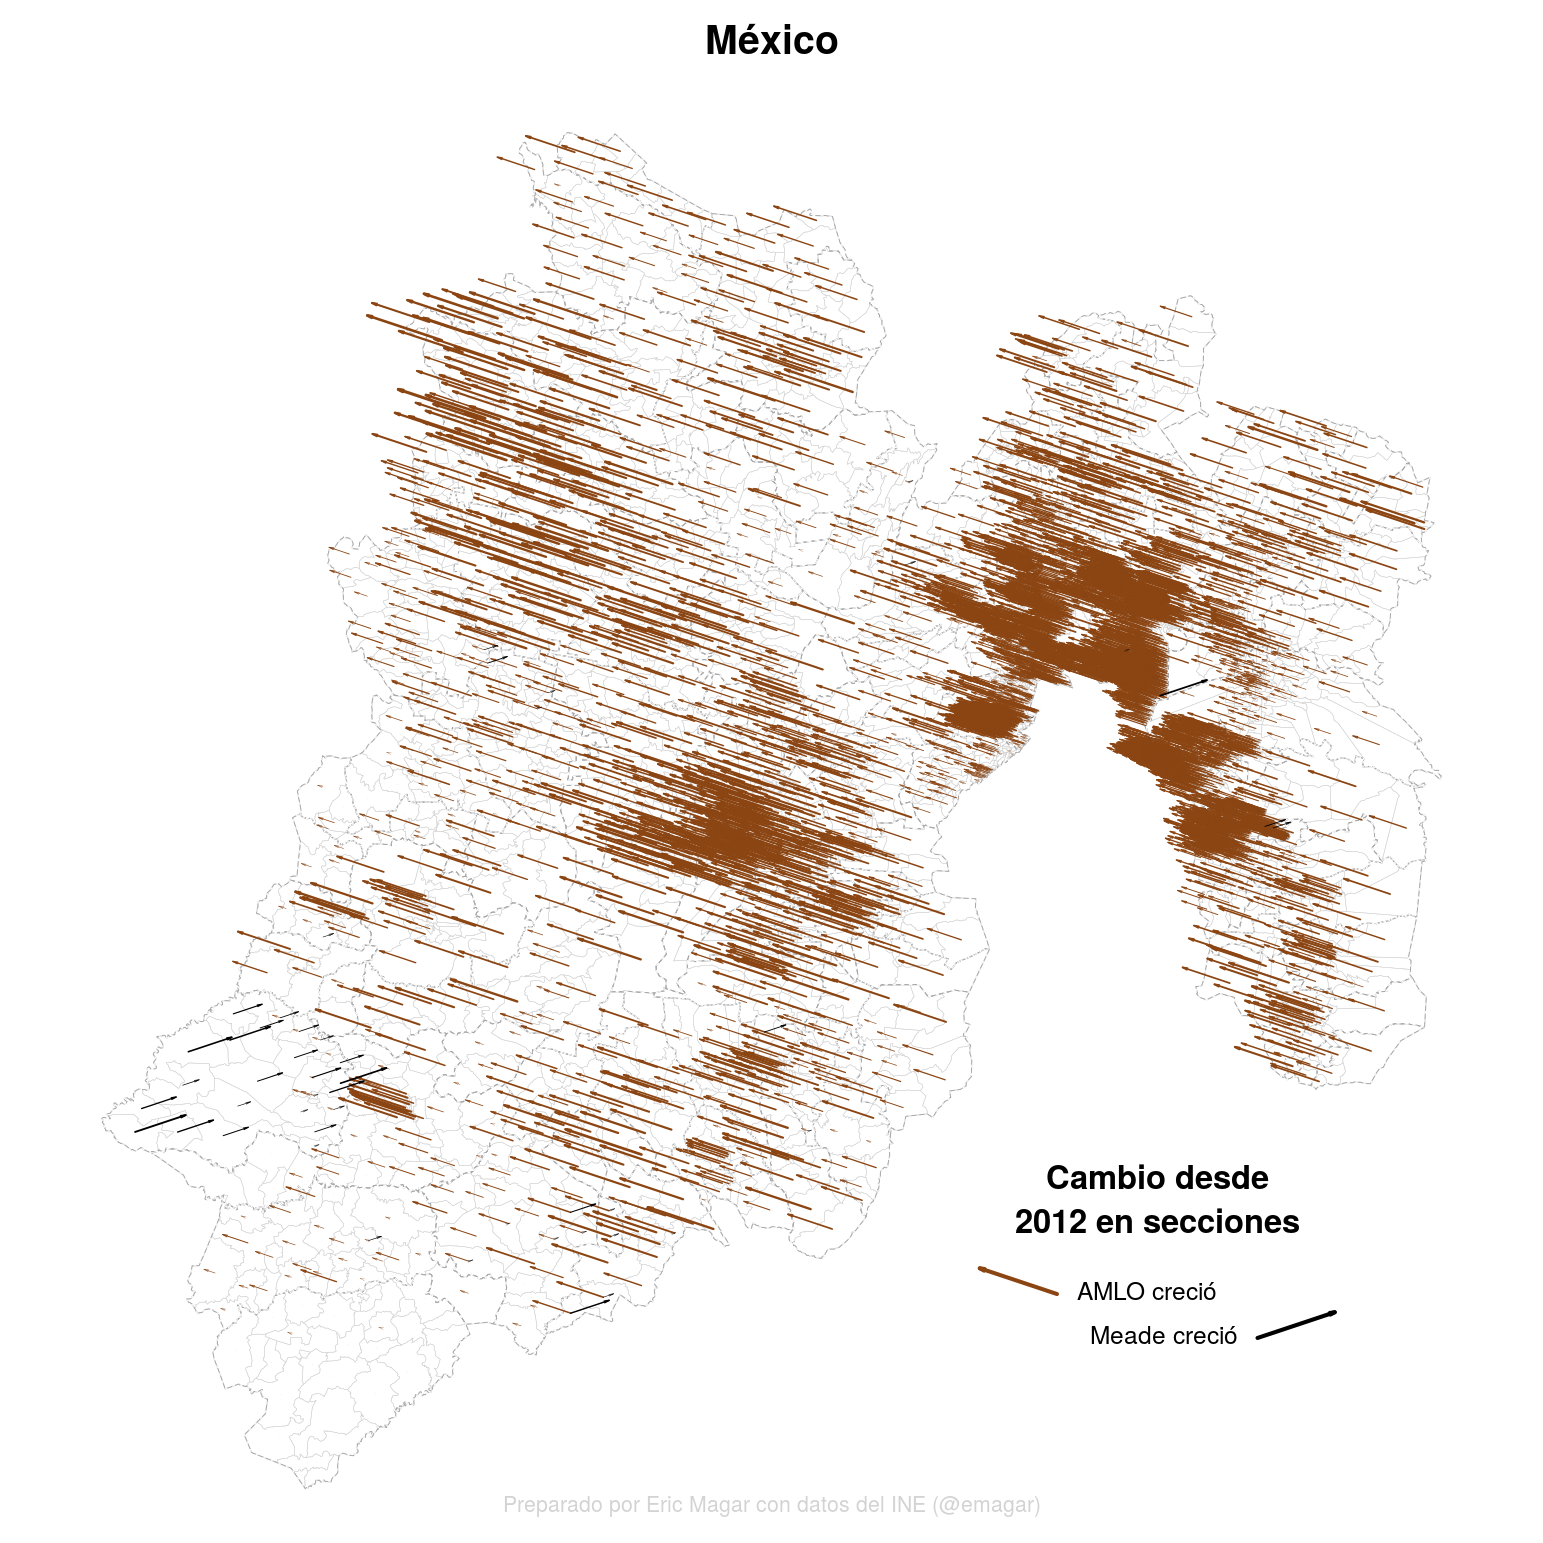 México
Cambio desde
2012 en secciones
AMLO creció
Meade creció
Preparado por Eric Magar con datos del INE (@emagar)